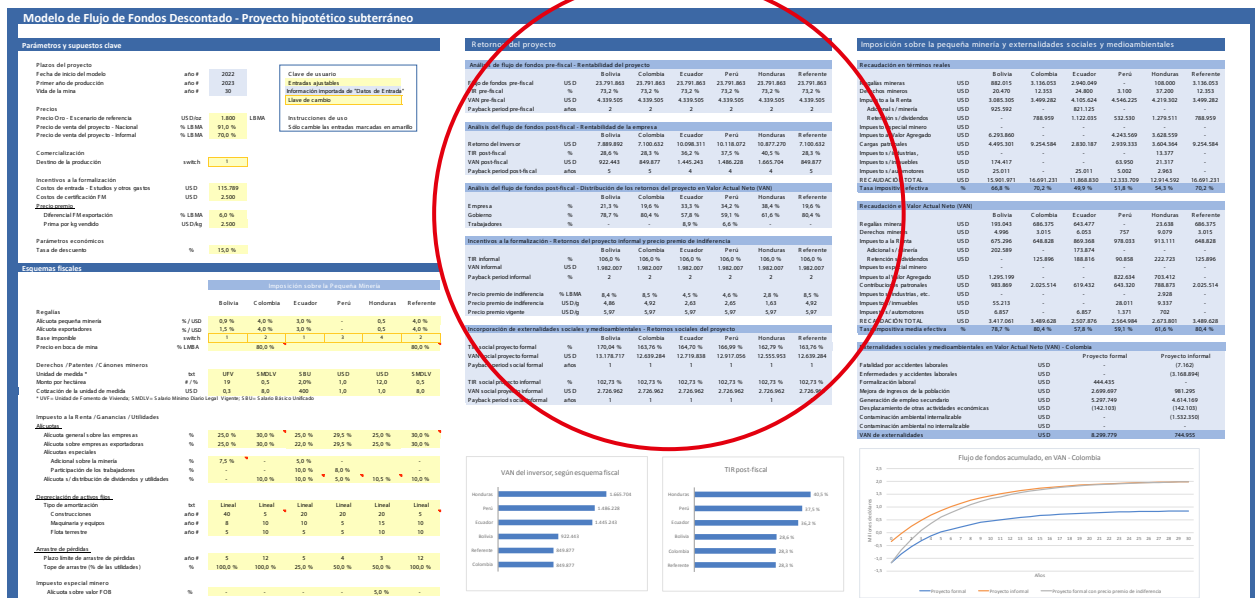 Modelo de Flujo de Fondos Descontado - Proyecto hipotético subterráneo
Parámetros y supuestos clave
Plazos del proyecto
Fecha de inicio del modelo año # 2022
Primer año de producción año # 2023
Vida de la mina año # 30
Precios
Precio Oro - Escenario de referencia USD/oz 1.800 LBMA
Precio de venta del proyecto - Nacional % LBMA 91,0 %
Precio de venta del proyecto - Informal % LBMA 70,0 %
Comercialización
Destino de la producción switch 1
Incentivos a la formalización
Costos de entrada - Estudios y otros gastos USD 115.789
Costos de certificación FM USD 2.500
Precio premio
Diferencial FM exportación % LBMA 6,0 %
Prima por kg vendido USD/kg 2.500
Parámetros económicos
Tasa de descuento % 15,0 %
Clave de usuario
Entradas ajustables
Información importada de "Datos de Entrada"
Llave de cambio
Instrucciones de uso
Sólo cambie las entradas marcadas en amarillo
Esquemas fiscales
Imposición sobre la Pequeña Minería
Bolivia Colombia Ecuador Perú Honduras Referente
Regalías
Alícuota pequeña minería % / USD 0,9 % 4,0 % 3,0 % - 0,5 4,0 %
Alícuota exportadores % / USD 1,5 % 4,0 % 3,0 % - 0,5 4,0 %
Base imponible switch 1 2 1 3 4 2
Precio en boca de mina % LMBA 80,0 % 80,0 %
Derechos / Patentes / Cánones mineros
Unidad de medida * txt UFV SMDLV SBU USD USD SMDLV
Monto por hectárea # / % 19 0,5 2,0% 1,0 12,0 0,5
Cotización de la unidad de medida USD 0,3 8,0 400 1,0 1,0 8,0
* UVF= Unidad de Fomento de Vivienda; SMDLV= Salario Mínimo Diario Legal Vigente; SBU= Salario Básico Unificado
Impuesto a la Renta / Ganancias / Utilidades
Alícuotas
Alícuota general sobre las empresas % 25,0 % 30,0 % 25,0 % 29,5 % 25,0 % 30,0 %
Alícuota sobre empresas exportadoras % 25,0 % 30,0 % 22,0 % 29,5 % 25,0 % 30,0 %
Alícuotas especiales
Adicional sobre la minería % 7,5 % - 5,0 % -
Participación de los trabajadores % - - 10,0 % 8,0 % -
Alícuota s/ distribución de dividendos y utilidades % - 10,0 % 10,0 % 5,0 % 10,5 % 10,0 %
Depreciación de activos fijos
Tipo de amortización txt Lineal Lineal Lineal Lineal Lineal Lineal
Construcciones año # 40 5 20 20 20 5
Maquinaria y equipos año # 8 10 10 5 15 10
Flota terrestre año # 5 10 5 5 10 10
Arrastre de pérdidas
Plazo límite de arrastre de pérdidas año # 5 12 5 4 3 12
Tope de arrastre (% de las utilidades) % 100,0 % 100,0 % 25,0 % 50,0 % 50,0 % 100,0 %
Impuesto especial minero
Alícuota sobre valor FOB % - - - - 5,0 % -
Retornos del proyecto
Análisis de flujo de fondos pre-fiscal - Rentabilidad del proyecto
Bolivia Colombia Ecuador Perú Honduras Referente
Flujo de fondos pre-fiscal USD 23.791.863 23.791.863 23.791.863 23.791.863 23.791.863 23.791.863
TIR pre-fiscal % 73,2 % 73,2 % 73,2 % 73,2 % 73,2 % 73,2 %
VAN pre-fiscal USD 4.339.505 4.339.505 4.339.505 4.339.505 4.339.505 4.339.505
Payback period pre-fiscal años 2 2 2 2 2 2
Análisis del flujo de fondos post-fiscal - Rentabilidad de la empresa
Bolivia Colombia Ecuador Perú Honduras Referente
Retorno del inversor USD 7.889.892 7.100.632 10.098.311 10.118.072 10.877.270 7.100.632
TIR post-fiscal % 28,6 % 28,3 % 36,2 % 37,5 % 40,5 % 28,3 %
VAN post-fiscal USD 922.443 849.877 1.445.243 1.486.228 1.665.704 849.877
Payback period post-fiscal años 5 5 4 4 4 5
Análisis del flujo de fondos post-fiscal - Distribución de los retornos del proyecto en Valor Actual Neto (VAN)
Bolivia Colombia Ecuador Perú Honduras Referente
Empresa % 21,3 % 19,6 % 33,3 % 34,2 % 38,4 % 19,6 %
Gobierno % 78,7 % 80,4 % 57,8 % 59,1 % 61,6 % 80,4 %
Trabajadores % - - 8,9 % 6,6 % - -
Incentivos a la formalización - Retornos del proyecto informal y precio premio de indiferencia
TIR informal % 106,0 % 106,0 % 106,0 % 106,0 % 106,0 % 106,0 %
VAN informal USD 1.982.007 1.982.007 1.982.007 1.982.007 1.982.007 1.982.007
Payback período informal % 2 2 2 2 2 2
Precio premio de indiferencia % LBMA 8,4 % 8,5 % 4,5 % 4,6 % 2,8 % 8,5 %
Precio premio de indiferencia USD/g 4,86 4,92 2,63 2,65 1,63 4,92
Precio premio vigente USD/g 5,97 5,97 5,97 5,97 5,97 5,97
Incorporación de externalidades sociales y medioambientales - Retornos sociales del proyecto
TIR social proyecto formal % 170,04 % 163,76 % 164,70 % 166,99 % 162,79 % 163,76 %
VAN social proyecto formal USD 13.178.717 12.639.284 12.719.838 12.917.056 12.555.953 12.639.284
Payback period social formal años 1 1 1 1 1 1
TIR social proyecto informal % 102,73 % 102,73 % 102,73 % 102,73 % 102,73 % 102,73 %
VAN social proyecto informal USD 2.726.962 2.726.962 2.726.962 2.726.962 2.726.962 2.726.962
Payback period social informal años 1 1 1 1 1 1
VAN del inversor, según esquema fiscal
Honduras 1.665.704
Perú 1.486.228
Ecuador 1.445.243
Bolivia 922.443
Referente 849.877
Colombia 849.877
TIR post-fiscal
Honduras 40,5 %
Perú 37,5 %
Ecuador 36,2 %
Bolivia 28,6 %
Colombia 28,3 %
Referente 28,3 %
Imposición sobre la pequeña minería y externalidades sociales y medioambientales
Recaudación en términos reales
Bolivia Colombia Ecuador Perú Honduras Referente
Regalías mineras USD 882.015 3.136.053 2.940.049 - 108.000 3.136.053
Derechos mineros USD 20.470 12.353 24.800 3.100 37.200 12.353
Impuesto a la Renta USD 3.085.305 3.499.282 4.105.624 4.546.225 4.219.302 3.499.282
Adicional s/ minería USD 925.592 - 821.125 - - -
Retención s/dividendos USD - 788.959 1.122.035 532.530 1.279.511 788.959
Impuesto especial minero USD - - - - - -
Impuesto al Valor Agregado USD 6.293.860 - - 4.243.539 3.628.559 -
Cargas patronales USD 4.495.301 9.254.584 2.830.187 2.939.333 3.604.364 9.254.584
Impuesto s/industrias, USD - - - - 13.377 -
Impuesto s/inmuebles USD 174.417 - - 63.950 21.317 -
Impuesto s/automotores USD 25.011 - 25.011 5.002 2.963 -
RECAUDACIÓN TOTAL USD 15.901.971 16.691.231 11.868.830 12.333.709 12.914.592 16.691.231
Tasa impositiva efectiva % 66,8 % 70,2 % 49,9 % 51,8 % 54,3 % 70,2 %
Recaudación en Valor Actual Neto (VAN)
Bolivia Colombia Ecuador Perú Honduras Referente
Regalías mineras USD 193.043 686.375 643.477 - 23.638 686.375
Derechos mineros USD 4.996 3.015 6.053 757 9.079 3.015
Impuesto a la Renta USD 675.296 648.828 869.368 978.033 913.111 648.828
Adicional s/ minería USD 202.589 - 173.874 - - -
Retención s/dividendos USD - 125.896 188.816 90.858 222.723 125.896
Impuesto especial minero USD - - - - - -
Impuesto al Valor Agregado USD 1.295.199 - - 822.634 703.412 -
Contribuciones patronales USD 983.869 2.025.514 619.432 643.320 788.873 2.025.514
Impuesto s/industrias, etc. USD - - - - 2.928 -
Impuesto s/inmuebles USD 55.213 - - 28.011 9.337 -
Impuesto s/automotores USD 6.857 - 6.857 1.371 702 -
RECAUDACIÓN TOTAL USD 3.417.061 3.489.628 2.507.876 2.564.984 2.673.801 3.489.628
Tasa impositiva media efectiva % 78,7 % 80,4 % 57,8 % 59,1 % 61,6 % 80,4 %
Externalidades sociales y medioambientales en Valor Actual Neto (VAN) - Colombia
Proyecto formal Proyecto informal
Fatalidad por accidentes laborales USD - (7.162)
Enfermedades y accidentes laborales USD - (3.168.894)
Formalización laboral USD 444.435 -
Mejora de ingresos de la población USD 2.699.697 981.295
Generación de empleo secundario USD 5.297.749 4.614.169
Desplazamiento de otras actividades económicas USD (142.103) (142.103)
Contaminación ambiental internalizable USD - (1.532.350)
Contaminación ambiental no internalizable USD - -
VAN de externalidades USD 8.299.779 744.955
Flujo de fondos acumulado, en VAN - Colombia
Millones de dólares
2,5
2,0
1,5
1,0
0,5
0,0
-0,5
-1,0
-1,5
0 1 2 3 4 5 6 7 8 9 10 11 12 13 14 15 16 17 18 19 20 21 22 23 24 25 26 27 28 29 30
Años
Proyecto formal Proyecto informal Proyecto formal con precio premio de indiferencia